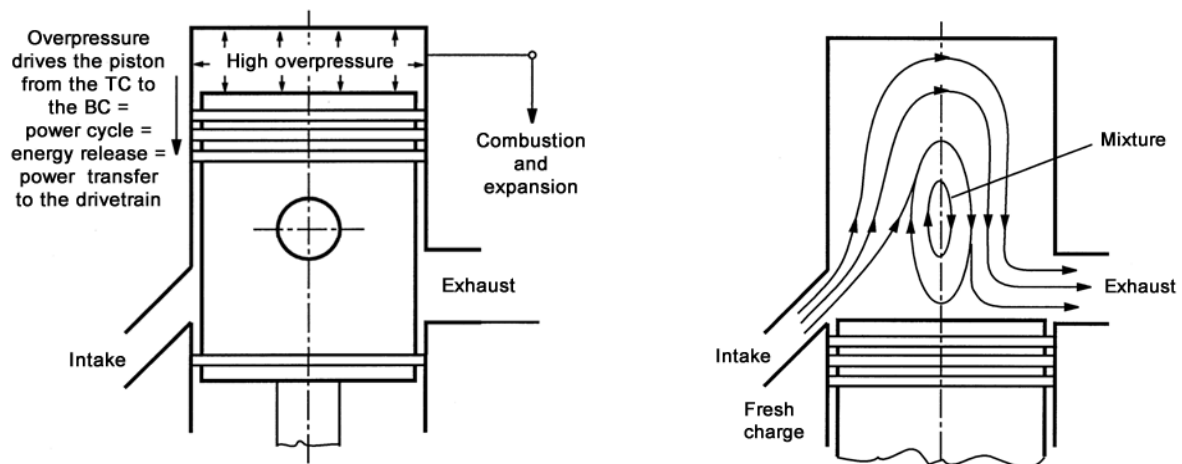 Overpressure
drives the piston
from the TC to
the BC =
power cycle =
energy release =
power transfer
to the drivetrain
High overpressure
Combustion
and
expansion
Exhaust
Intake
Mixture
Exhaust
Intake
Fresh
charge